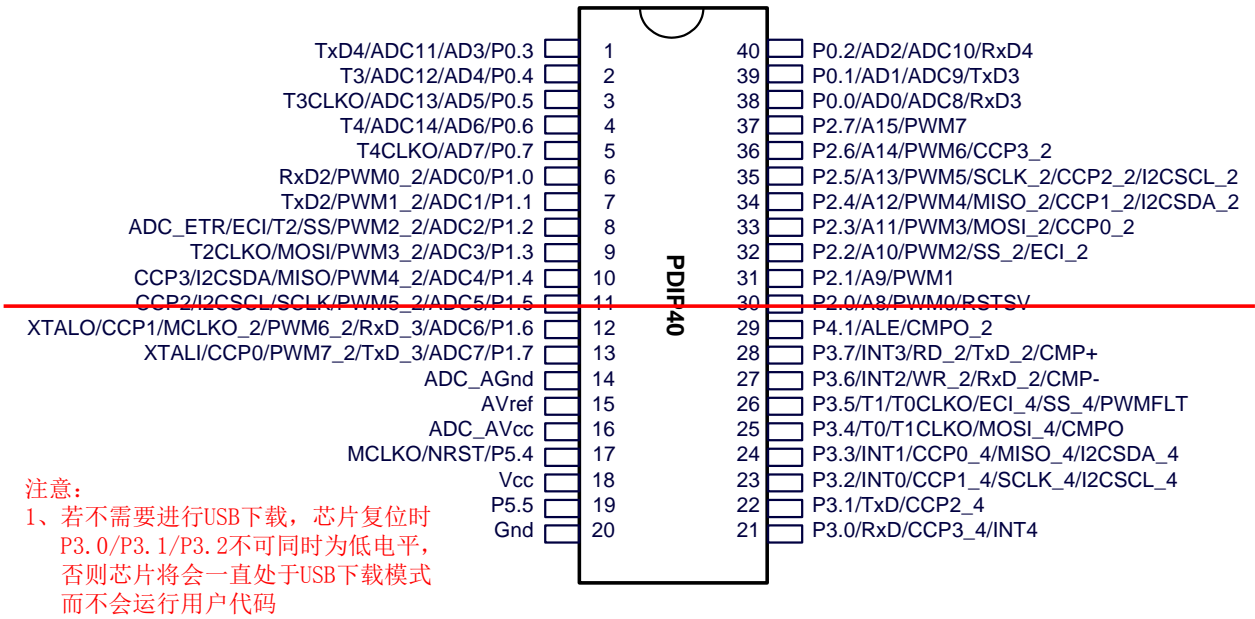 TxD4/ADC11/AD3/P0.3 1 40 P0.2/AD2/ADC10/RxD4
T3/ADC12/AD4/P0.4 2 39 P0.1/AD1/ADC9/TxD3
T3CLKO/ADC13/AD5/P0.5 3 38 P0.0/AD0/ADC8/RxD3
T4/ADC14/AD6/P0.6 4 37 P2.7/A15/PWM7
T4CLKO/AD7/P0.7 5 36 P2.6/A14/PWM6/CCP3_2
RxD2/PWM0_2/ADC0/P1.0 6 35 P2.5/A13/PWM5/SCLK_2/CCP2_2/I2CSCL_2
TxD2/PWM1_2/ADC1/P1.1 7 34 P2.4/A12/PWM4/MISO_2/CCP1_2/I2CSDA_2
ADC_ETR/ECI/T2/SS/PWM2_2/ADC2/P1.2 8 33 P2.3/A11/PWM3/MOSI_2/CCP0_2
T2CLKO/MOSI/PWM3_2/ADC3/P1.3 9 32 P2.2/A10/PWM2/SS_2/ECI_2
CCP3/I2CSDA/MISO/PWM4_2/ADC4/P1.4 10 31 P2.1/A9/PWM1
CCP2/I2CSCL/SCLK/PWM5_2/ADC5/P1.5 11 30 P2.0/A8/PWM0/RSTSV
XTALO/CCP1/MCLKO_2/PWM6_2/RxD_3/ADC6/P1.6 12 29 P4.1/ALE/CMPO_2
XTALI/CCP0/PWM7_2/TxD_3/ADC7/P1.7 13 28 P3.7/INT3/RD_2/TxD_2/CMP+
ADC_AGnd 14 27 P3.6/INT2/WR_2/RxD_2/CMP-
AVref 15 26 P3.5/T1/T0CLKO/ECI_4/SS_4/PWMFLT
ADC_AVcc 16 25 P3.4/T0/T1CLKO/MOSI_4/CMPO
MCLKO/NRST/P5.4 17 24 P3.3/INT1/CCP0_4/MISO_4/I2CSDA_4
Vcc 18 23 P3.2/INT0/CCP1_4/SCLK_4/I2CSCL_4
P5.5 19 22 P3.1/TxD/CCP2_4
Gnd 20 21 P3.0/RxD/CCP3_4/INT4
PDIP40
注意：
1、若不需要进行USB下载，芯片复位时
P3.0/P3.1/P3.2不可同时为低电平，
否则芯片将会一直处于USB下载模式
而不会运行用户代码